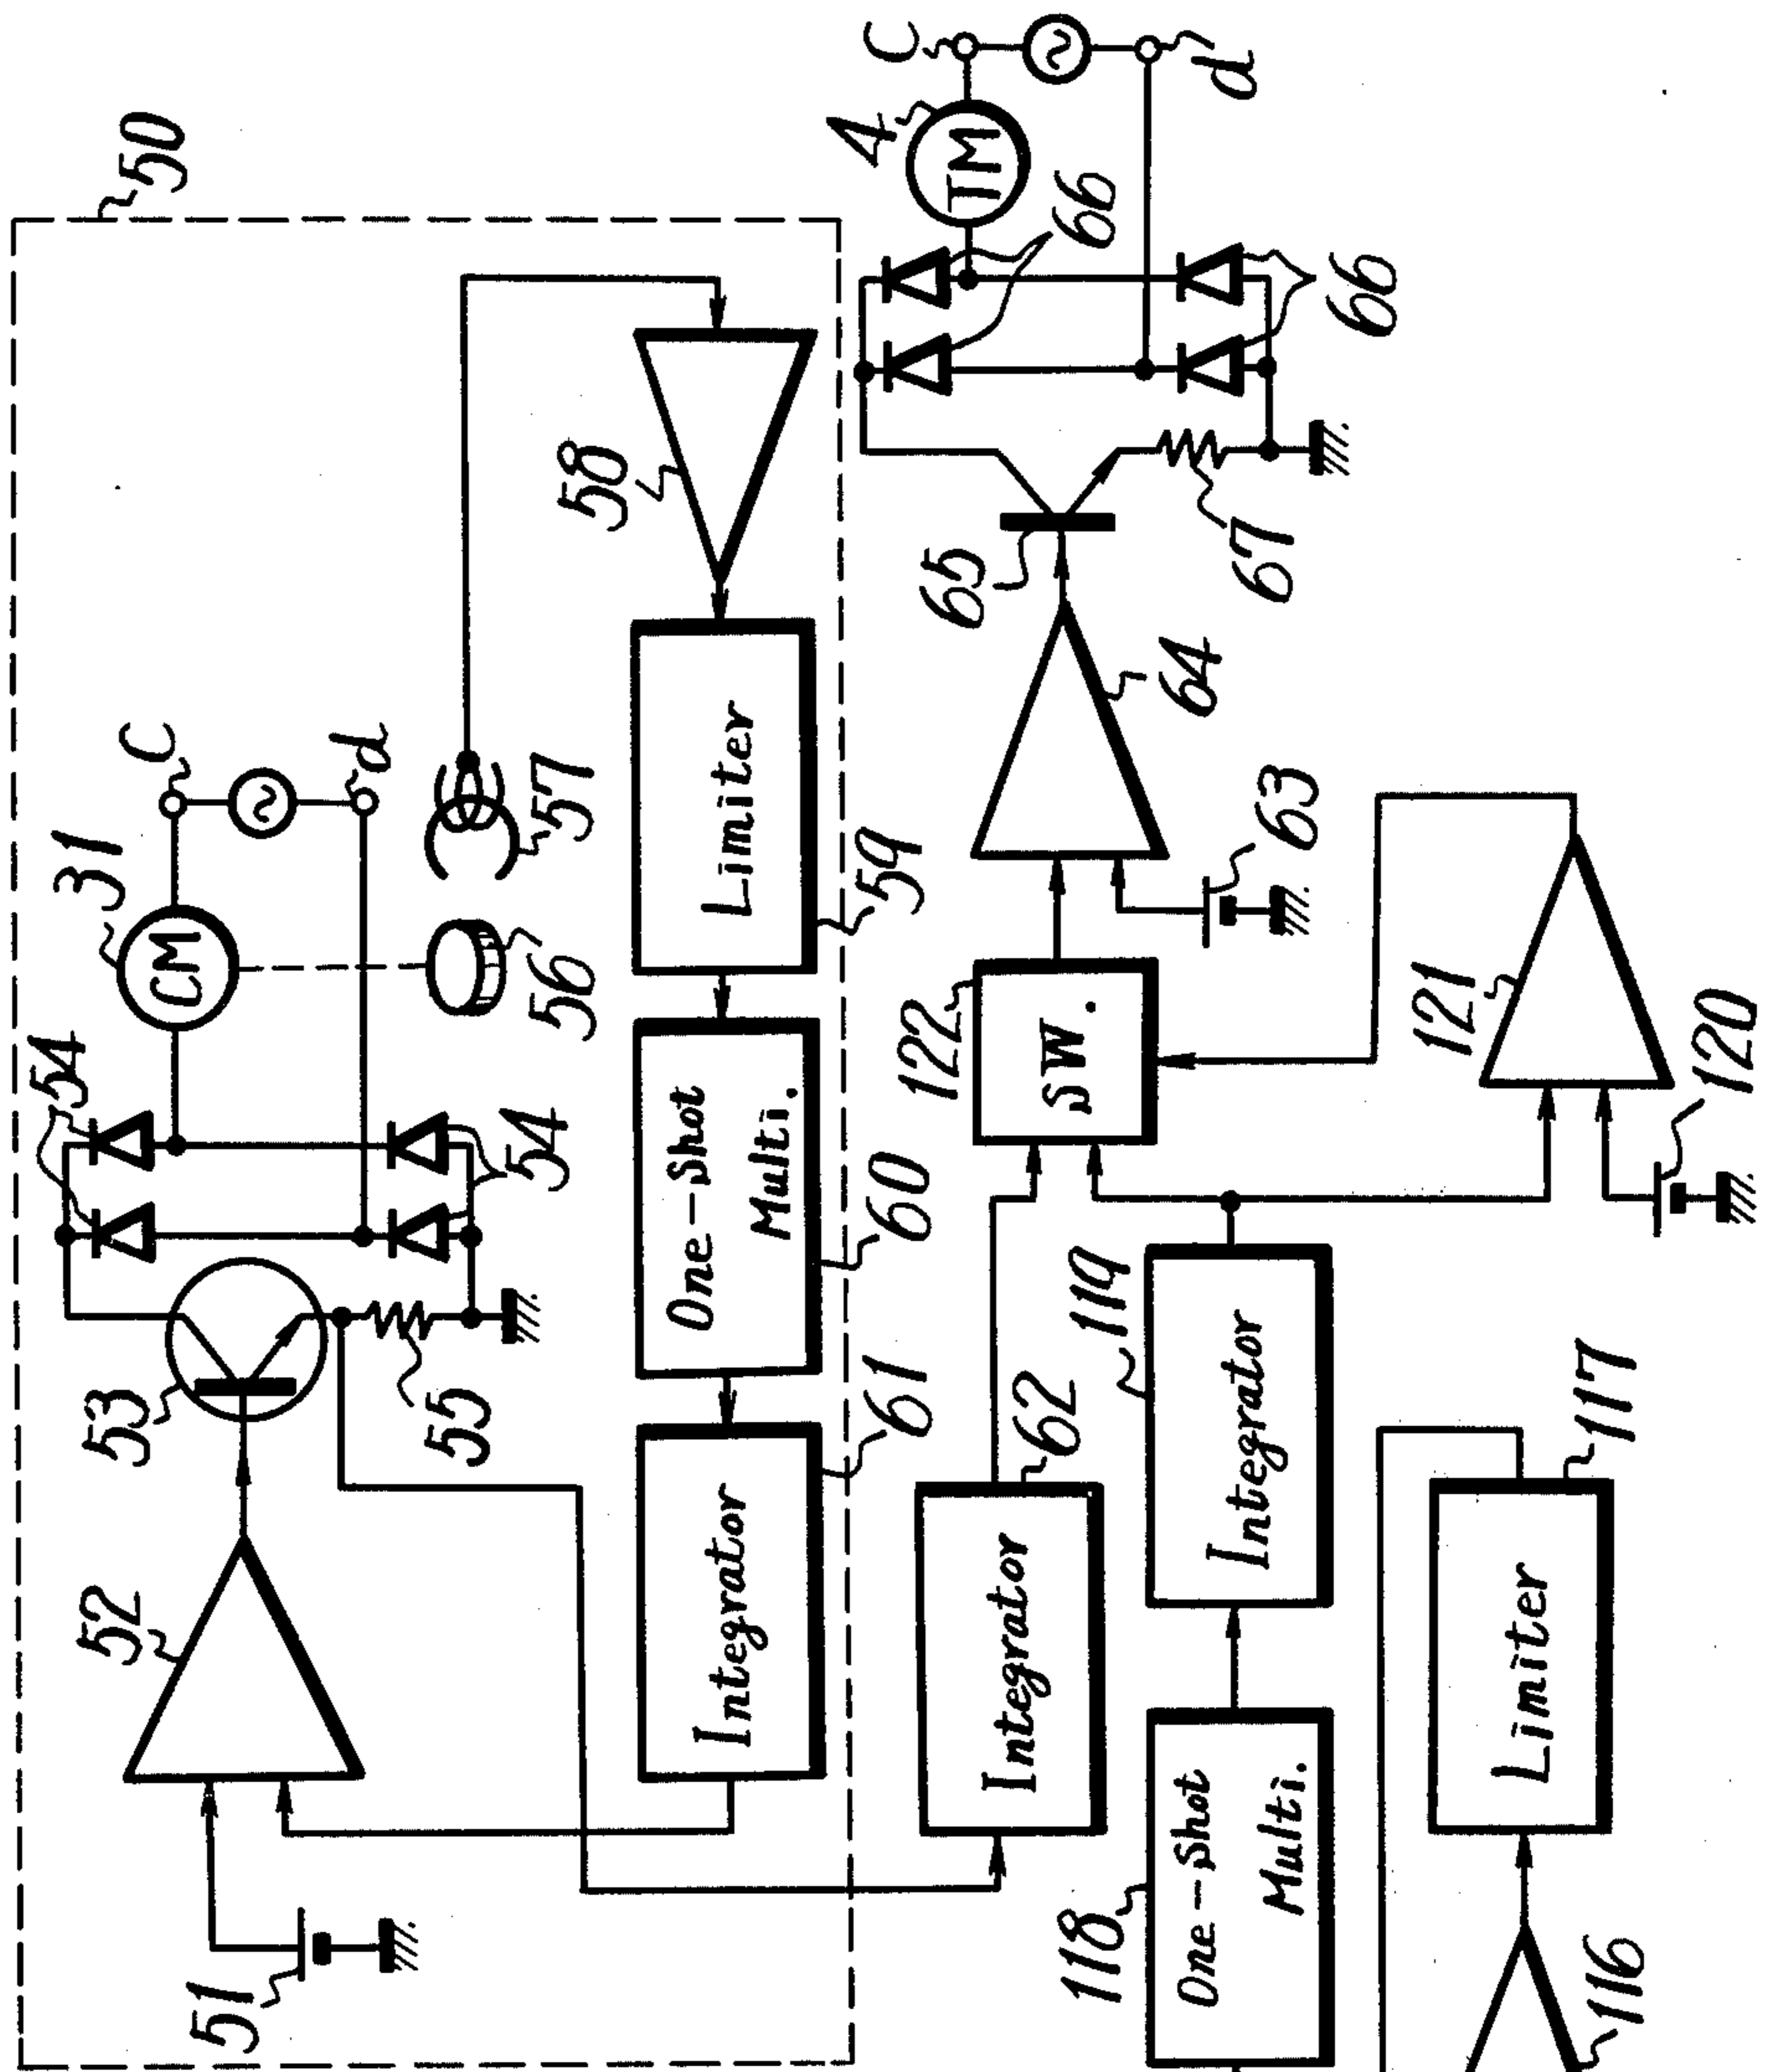 50
51
52
53
54
54
31
CM
C
d
55
56
57
58
Limiter
59
One-Shot
Multi.
60
Integrator
61
Integrator
62
SW.
122
63
64
65
67
66
66
4
TM
C
d
One-Shot
Multi.
118
Integrator
119
121
120
116
Limiter
117